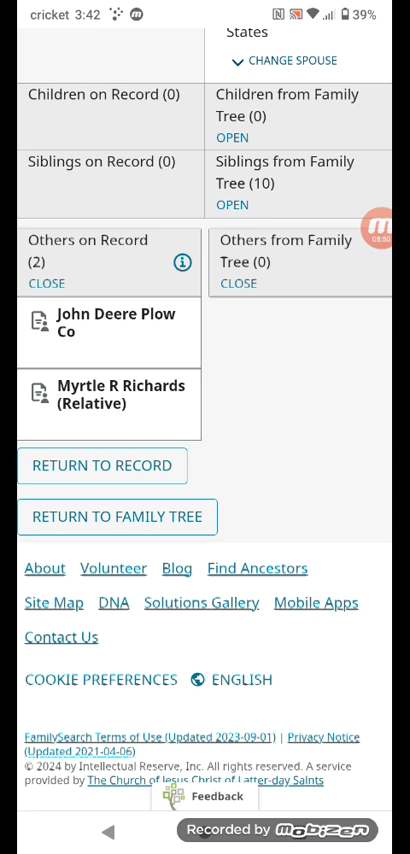 cricket 3:42 39%
States
CHANGE SPOUSE
Children on Record (0)
Children from Family
Tree (0)
OPEN
Siblings on Record (0)
Siblings from Family
Tree (10)
OPEN
Others on Record
(2)
CLOSE
Others from Family
Tree (0)
CLOSE
03:50
John Deere Plow
Co
Myrtle R Richards
(Relative)
RETURN TO RECORD
RETURN TO FAMILY TREE
About Volunteer Blog Find Ancestors
Site Map DNA Solutions Gallery Mobile Apps
Contact Us
COOKIE PREFERENCES ENGLISH
FamilySearch Terms of Use (Updated 2023-09-01) | Privacy Notice
(Updated 2021-04-06)
© 2024 by Intellectual Reserve, Inc. All rights reserved. A service
provided by The Church of Jesus Christ of Latter-day Saints
Feedback
Recorded by mobizen